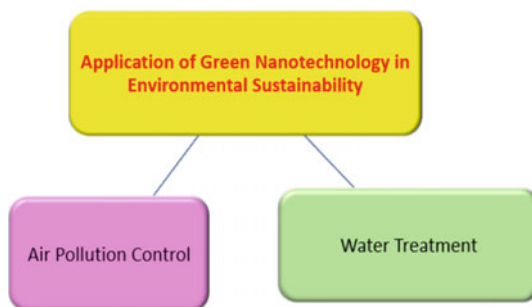 Application of Green Nanotechnology in
Environmental Sustainability
Air Pollution Control
Water Treatment